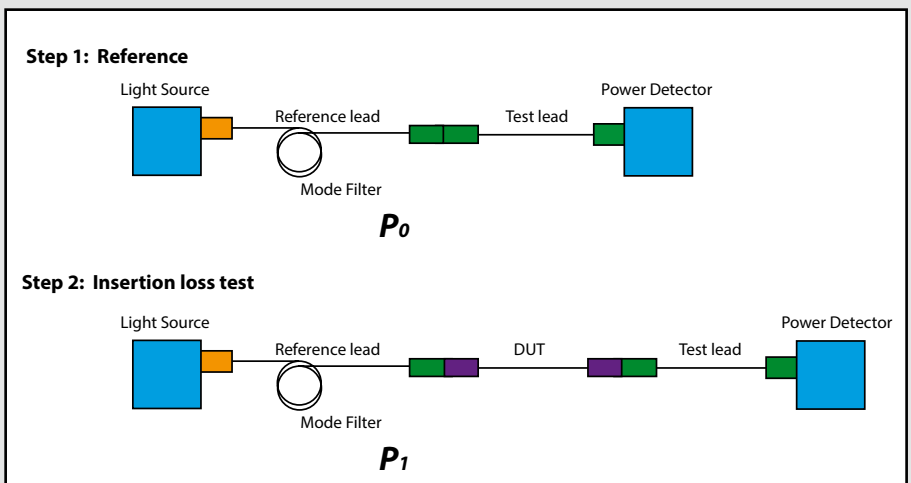 Step 1: Reference
Light Source
Power Detector
Reference lead
Test lead
Mode Filter
P0
Step 2: Insertion loss test
Light Source
Power Detector
Reference lead
DUT
Test lead
Mode Filter
P1